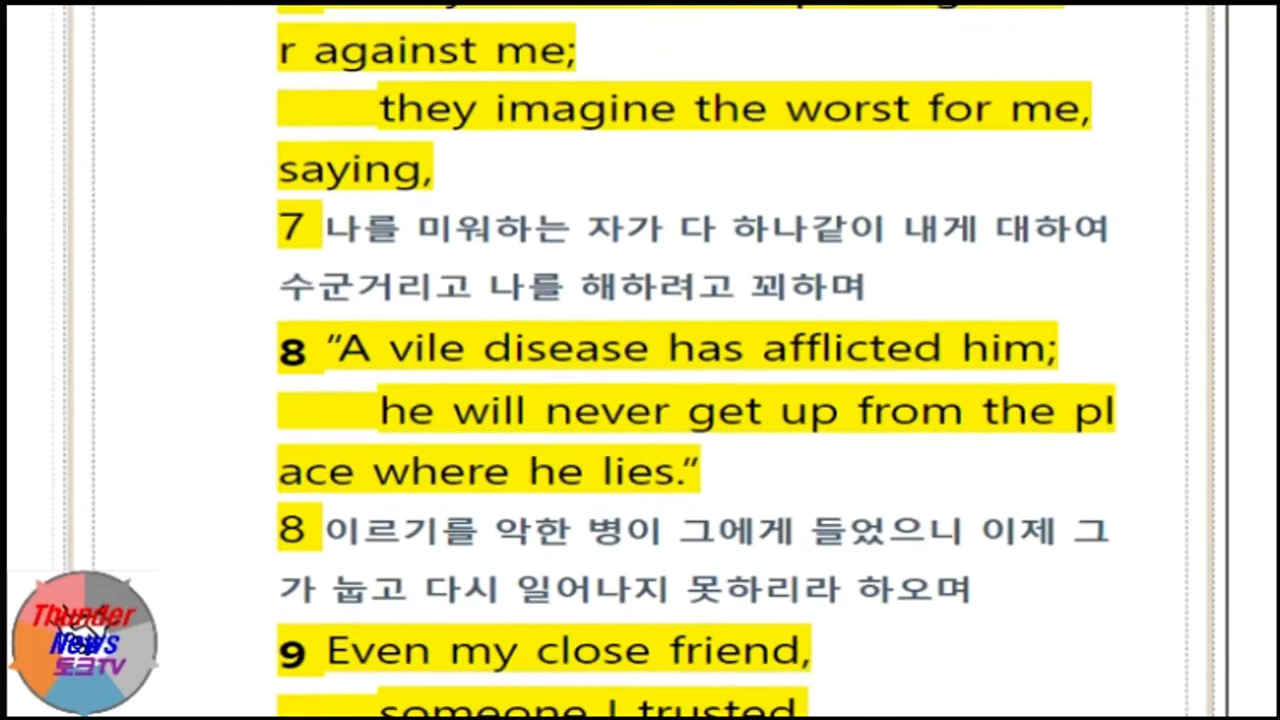 r against me;
they imagine the worst for me,
saying,
7 나를 미워하는 자가 다 하나같이 내게 대하여
수군거리고 나를 해하려고 꾀하며
8 “A vile disease has afflicted him;
he will never get up from the pl
ace where he lies.”
8 이르기를 악한 병이 그에게 들었으니 이제 그
가 눕고 다시 일어나지 못하리라 하오며
9 Even my close friend,
someone I trusted
Thunder
News
토크TV